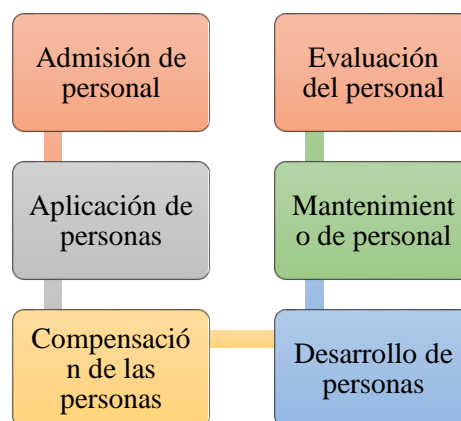 Admisión de
personal
Aplicación de
personas
Compensació
n de las
personas
Desarrollo de
personas
Mantenimient
o de personal
Evaluación
del personal